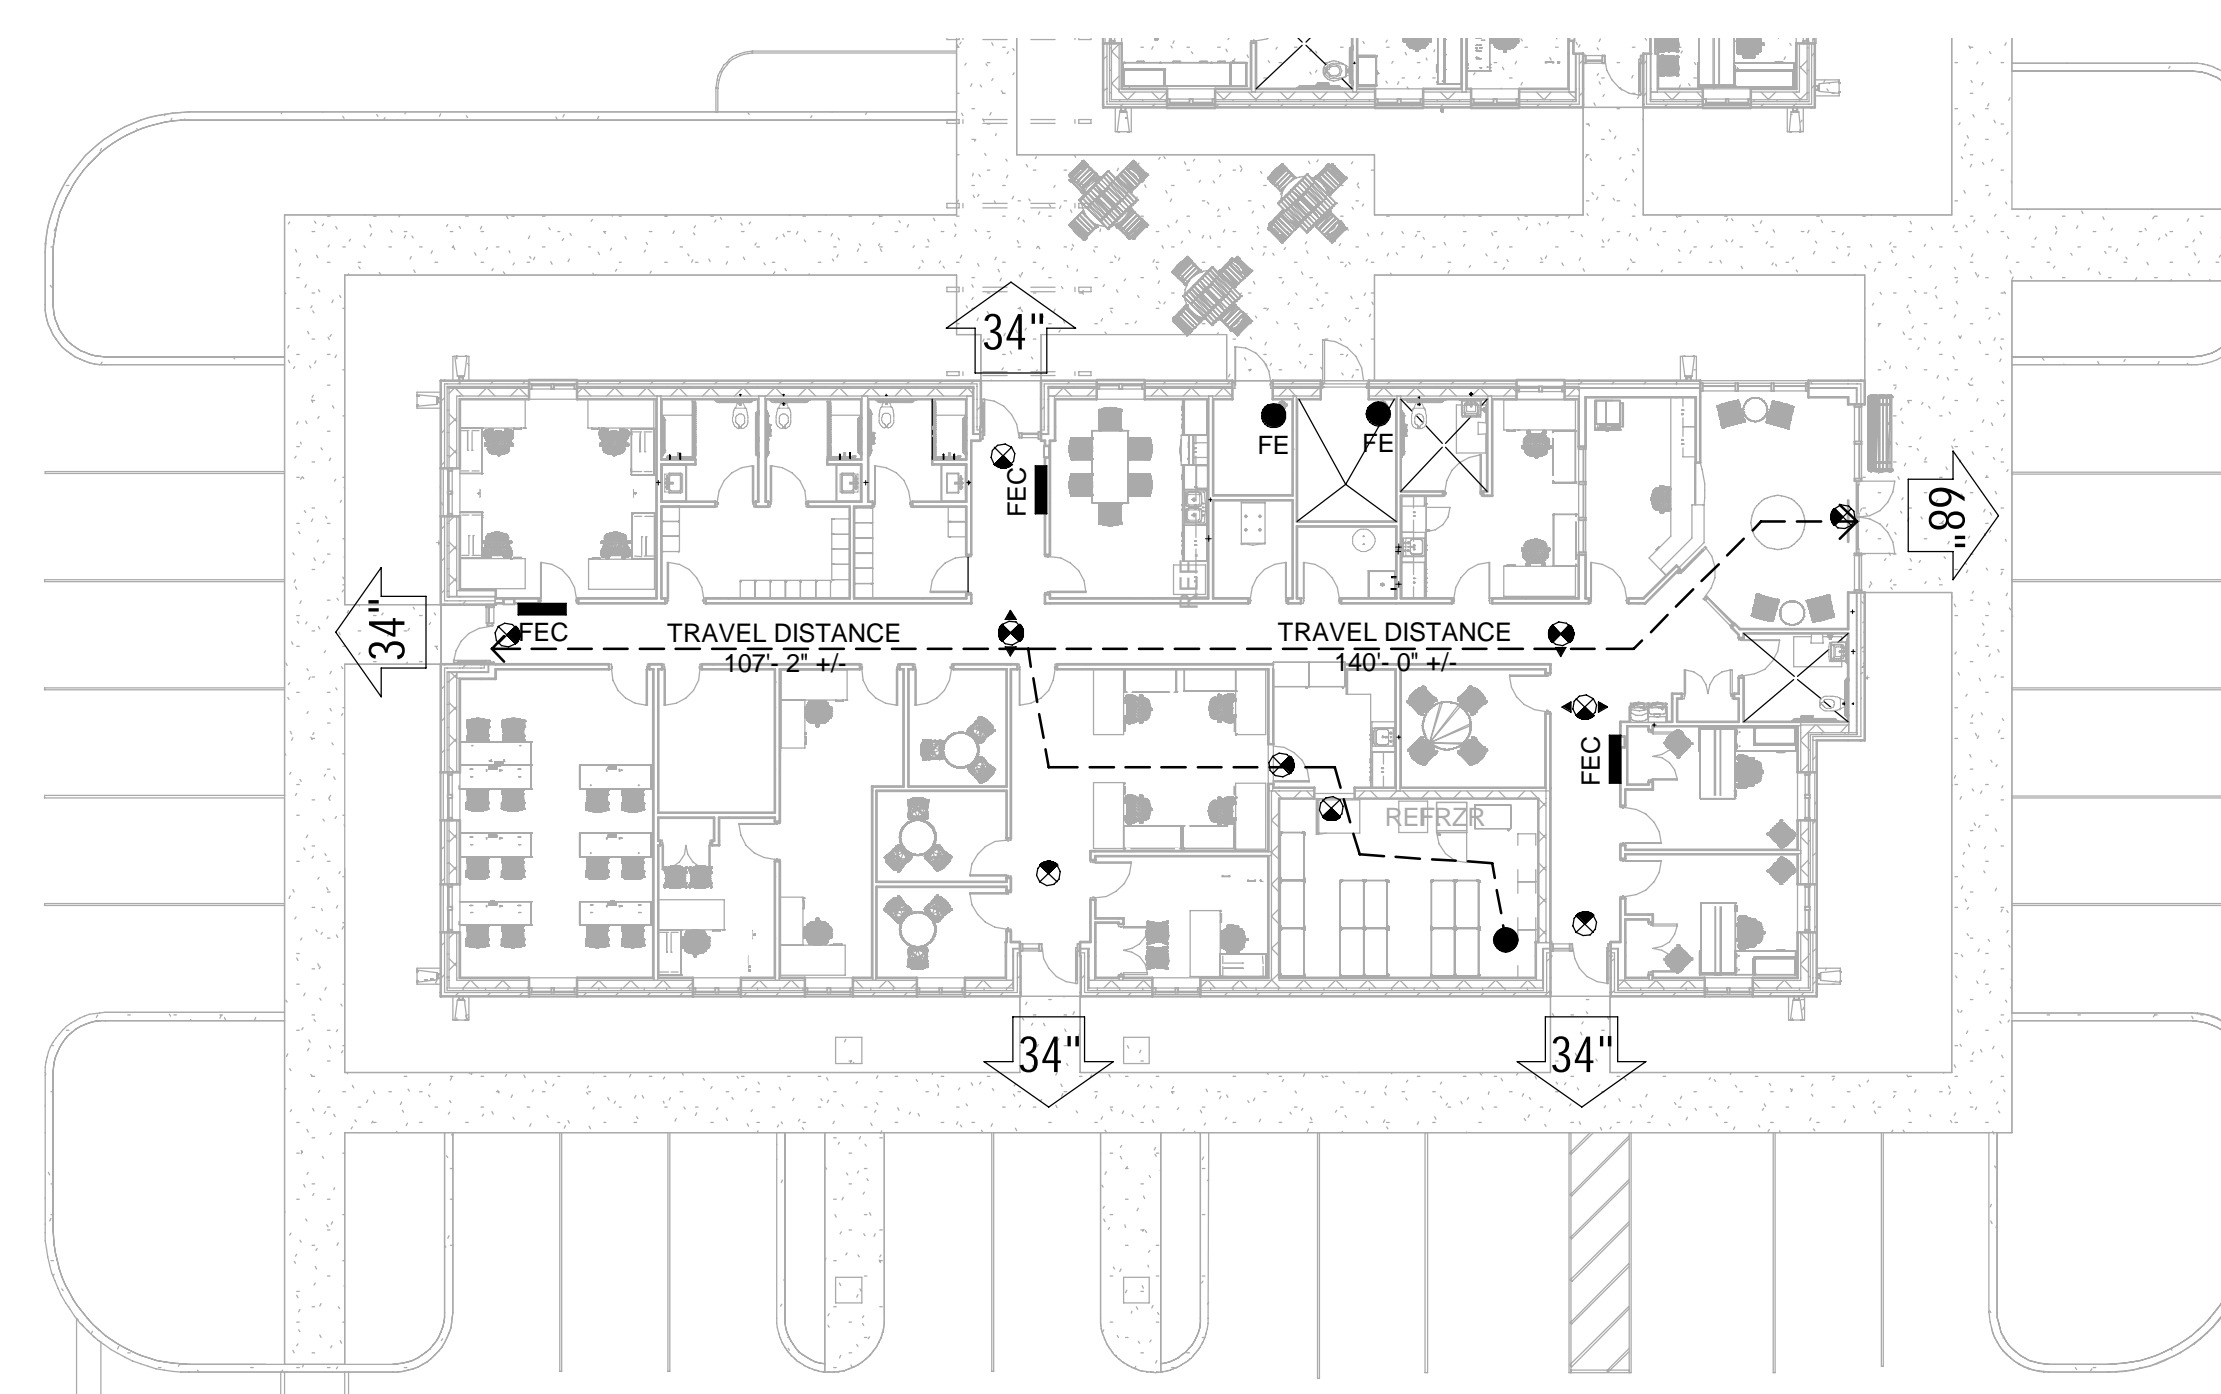 34"
FE
FE
FEC
68"
REF
34"
FEC
TRAVEL DISTANCE
107'- 2" +/-
TRAVEL DISTANCE
140'- 0" +/-
FEC
REFRZR
34"
34"